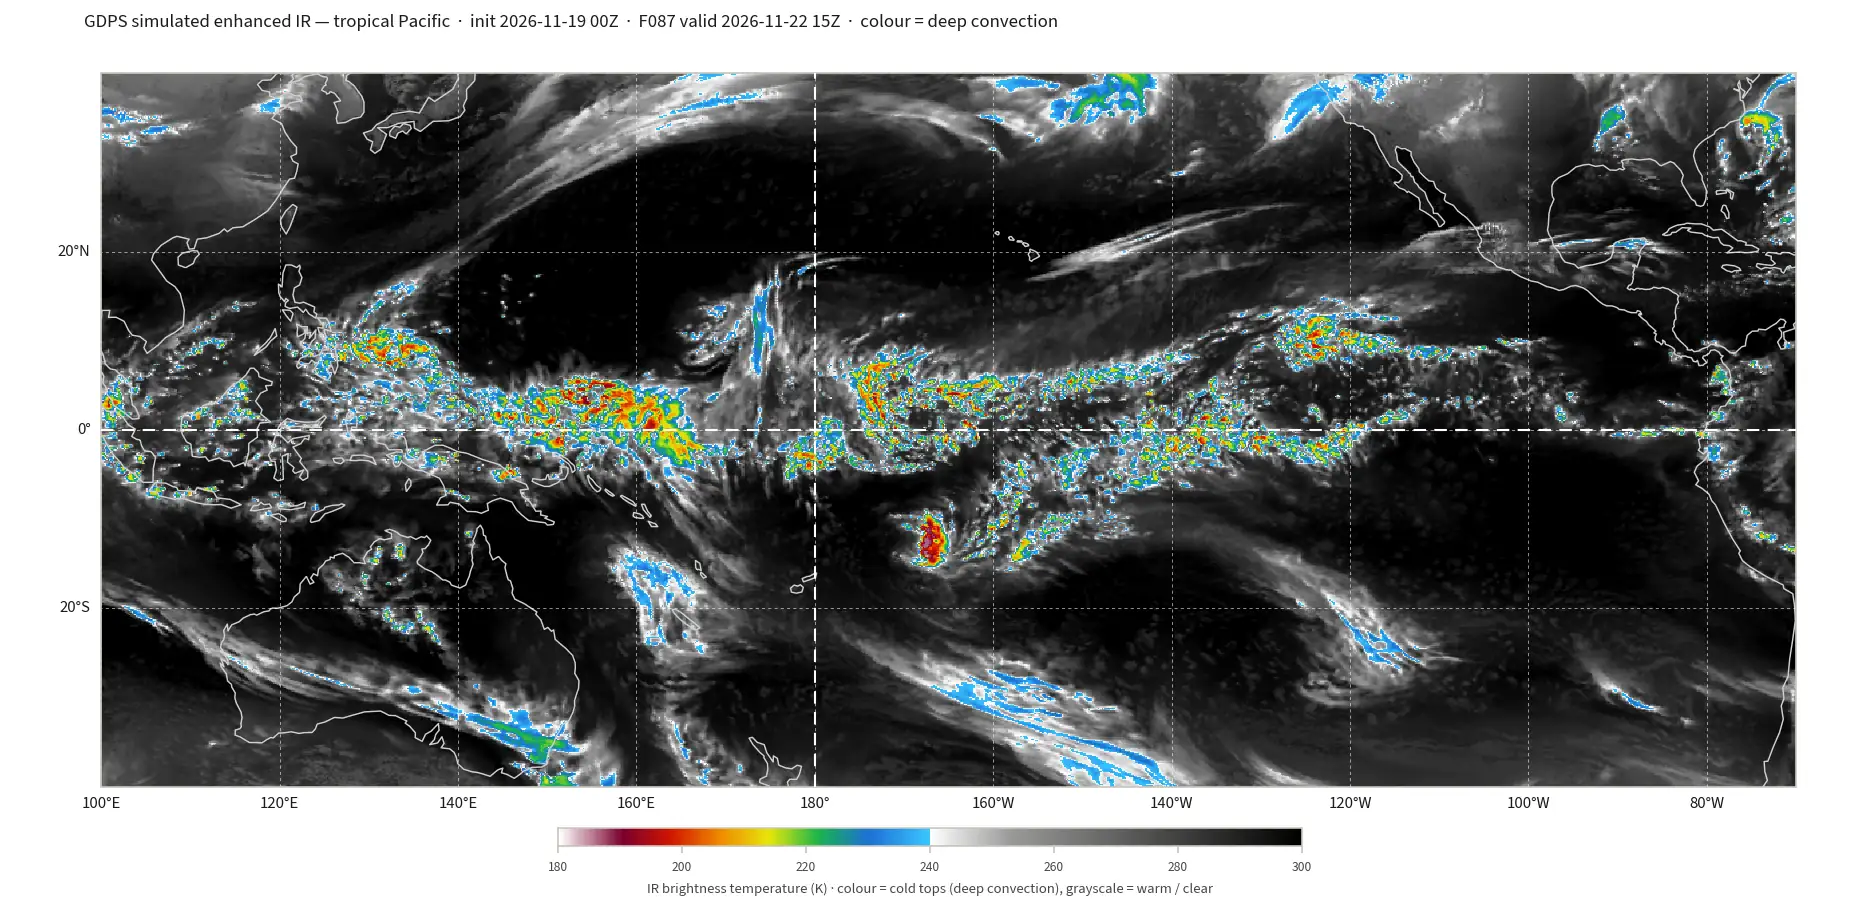 GDPS simulated enhanced IR — tropical Pacific · init 2026-11-19 00Z · F087 valid 2026-11-22 15Z · colour = deep convection
20°N
0°
20°S
100°E 120°E 140°E 160°E 180° 160°W 140°W 120°W 100°W 80°W
180 200 220 240 260 280 300
IR brightness temperature (K) · colour = cold tops (deep convection), grayscale = warm / clear